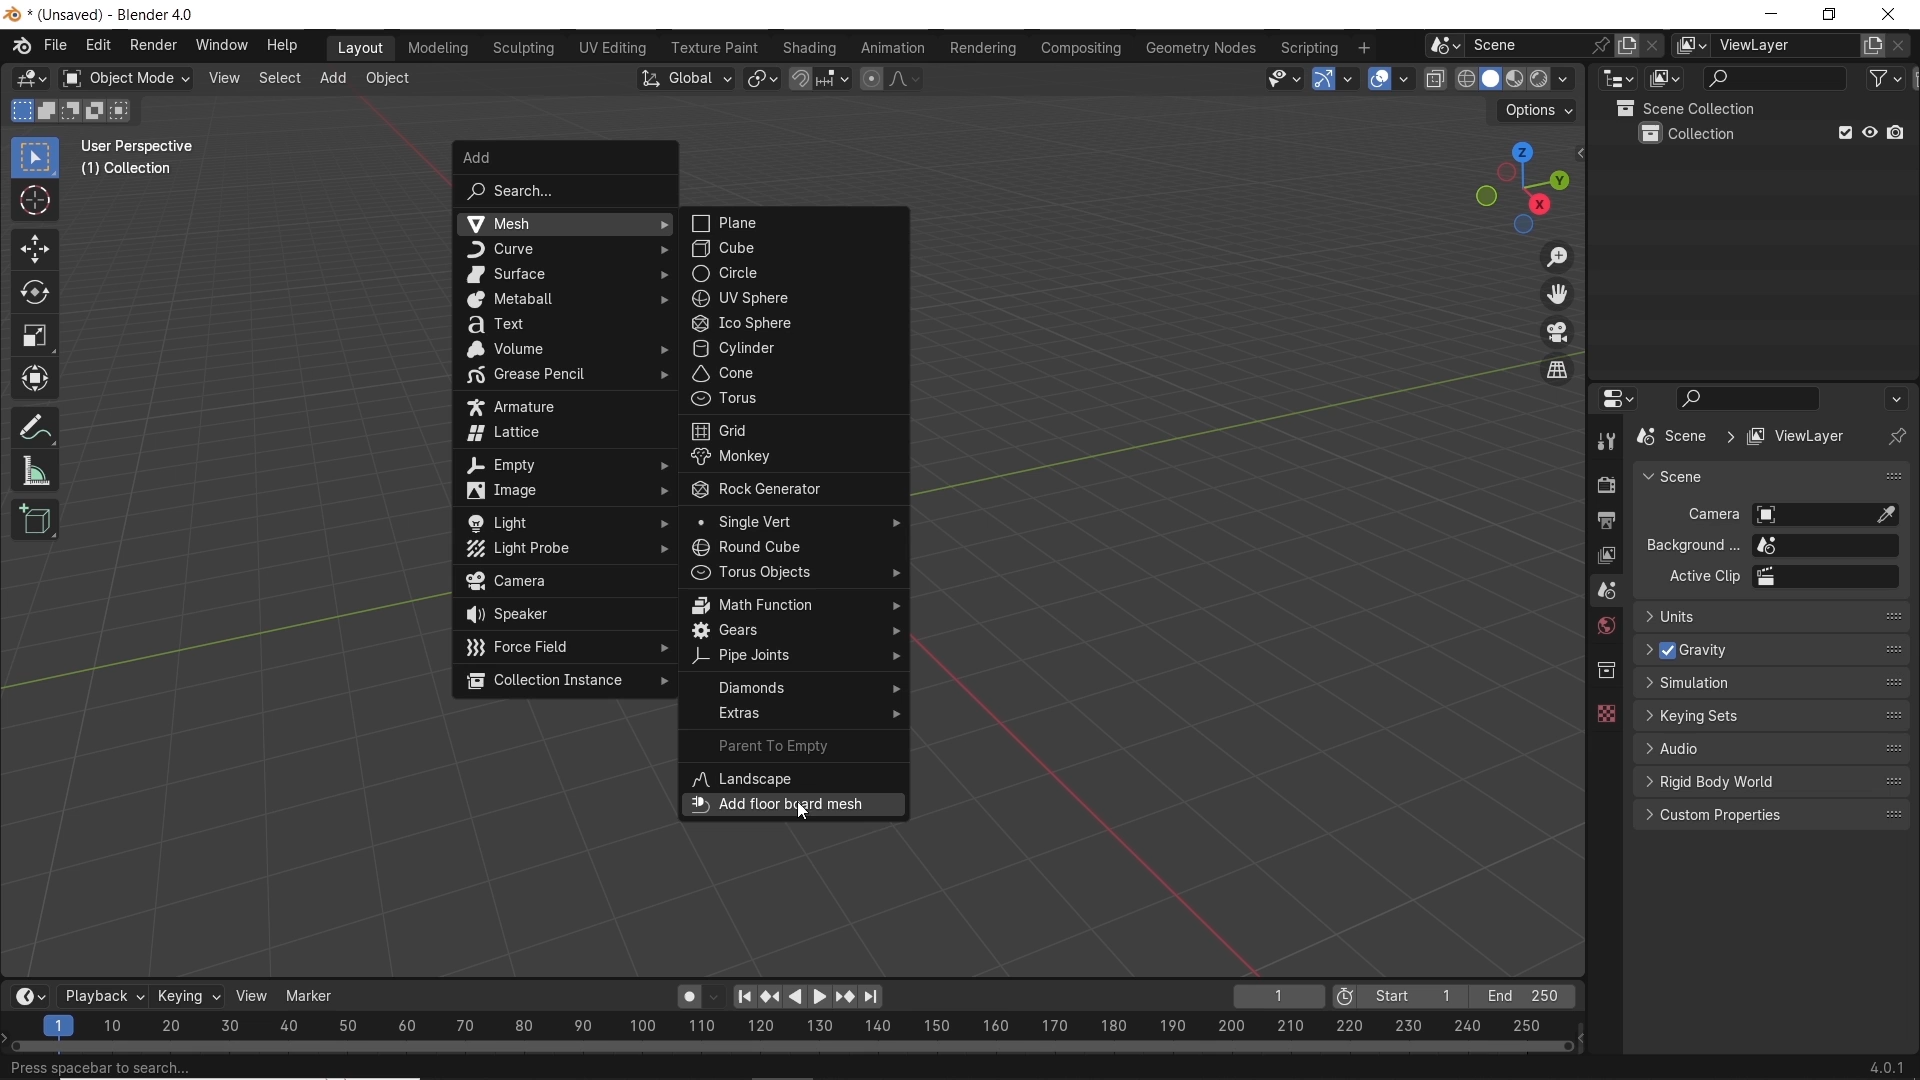 * (Unsaved) - Blender 4.0
File Edit Render Window Help Layout Modeling Sculpting UV Editing Texture Paint Shading Animation Rendering Compositing Geometry Nodes Scripting + Scene ViewLayer
Object Mode View Select Add Object Global
Options
User Perspective
(1) Collection
Z
Y
X
Add
Search...
Mesh
Curve
Surface
Metaball
Text
Volume
Grease Pencil
Armature
Lattice
Empty
Image
Light
Light Probe
Camera
Speaker
Force Field
Collection Instance
Plane
Cube
Circle
UV Sphere
Ico Sphere
Cylinder
Cone
Torus
Grid
Monkey
Rock Generator
Single Vert
Round Cube
Torus Objects
Math Function
Gears
Pipe Joints
Diamonds
Extras
Parent To Empty
Landscape
Add floor board mesh
Scene Collection
Collection
Scene > ViewLayer
Scene
Camera
Background ...
Active Clip
Units
Gravity
Simulation
Keying Sets
Audio
Rigid Body World
Custom Properties
Playback Keying View Marker 1 Start 1 End 250
1 10 20 30 40 50 60 70 80 90 100 110 120 130 140 150 160 170 180 190 200 210 220 230 240 250
Press spacebar to search... 4.0.1